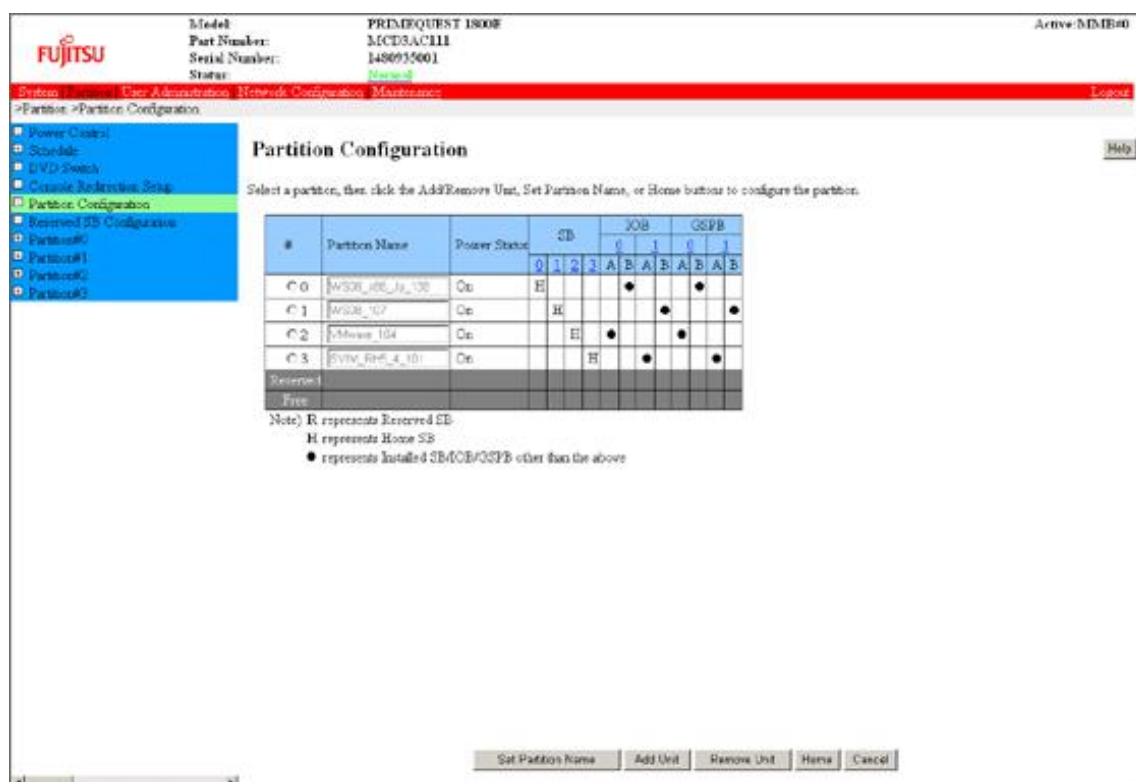 FUJITSU
Model: PRIMEQUEST 1800E
Part Number: MCD3AC111
Serial Number: 1480935001
Status: Normal
Active:MMB#0
System Partition User Administration Network Configuration Maintenance Logout
>Partition >Partition Configuration
Power Control
Schedule
DVD Switch
Console Redirection Setup
Partition Configuration
Reserved SB Configuration
Partition#0
Partition#1
Partition#2
Partition#3
Partition Configuration
Help
Select a partition, then click the Add/Remove Unit, Set Partition Name, or Home buttons to configure the partition.
# Partition Name Power Status SB IOB GSPB
0 1 0 1
0 1 2 3 A B A B A B A B
0 On H ● ●
1 WS08_107 On H ● ●
2 VMware_104 On H ● ●
3 On H ● ●
Reserved
Free
Note) R represents Reserved SB
H represents Home SB
● represents Installed SB/IOB/GSPB other than the above
Set Partition Name Add Unit Remove Unit Home Cancel